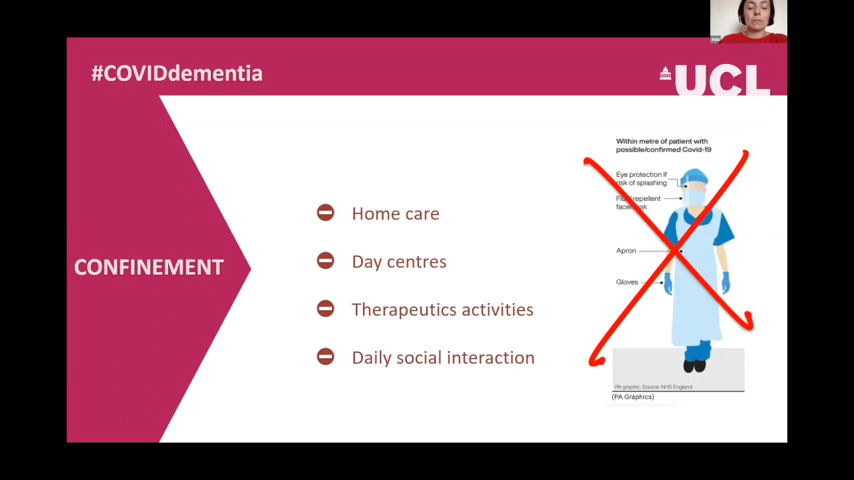 #COVIDdementia
UCL
CONFINEMENT
Home care
Day centres
Therapeutics activities
Daily social interaction
Within metre of patient with
possible/confirmed Covid-19
Eye protection if
risk of splashing
Fluid repellent
facemask
Apron
Gloves
PA graphic. Source: NHS England
(PA Graphics)